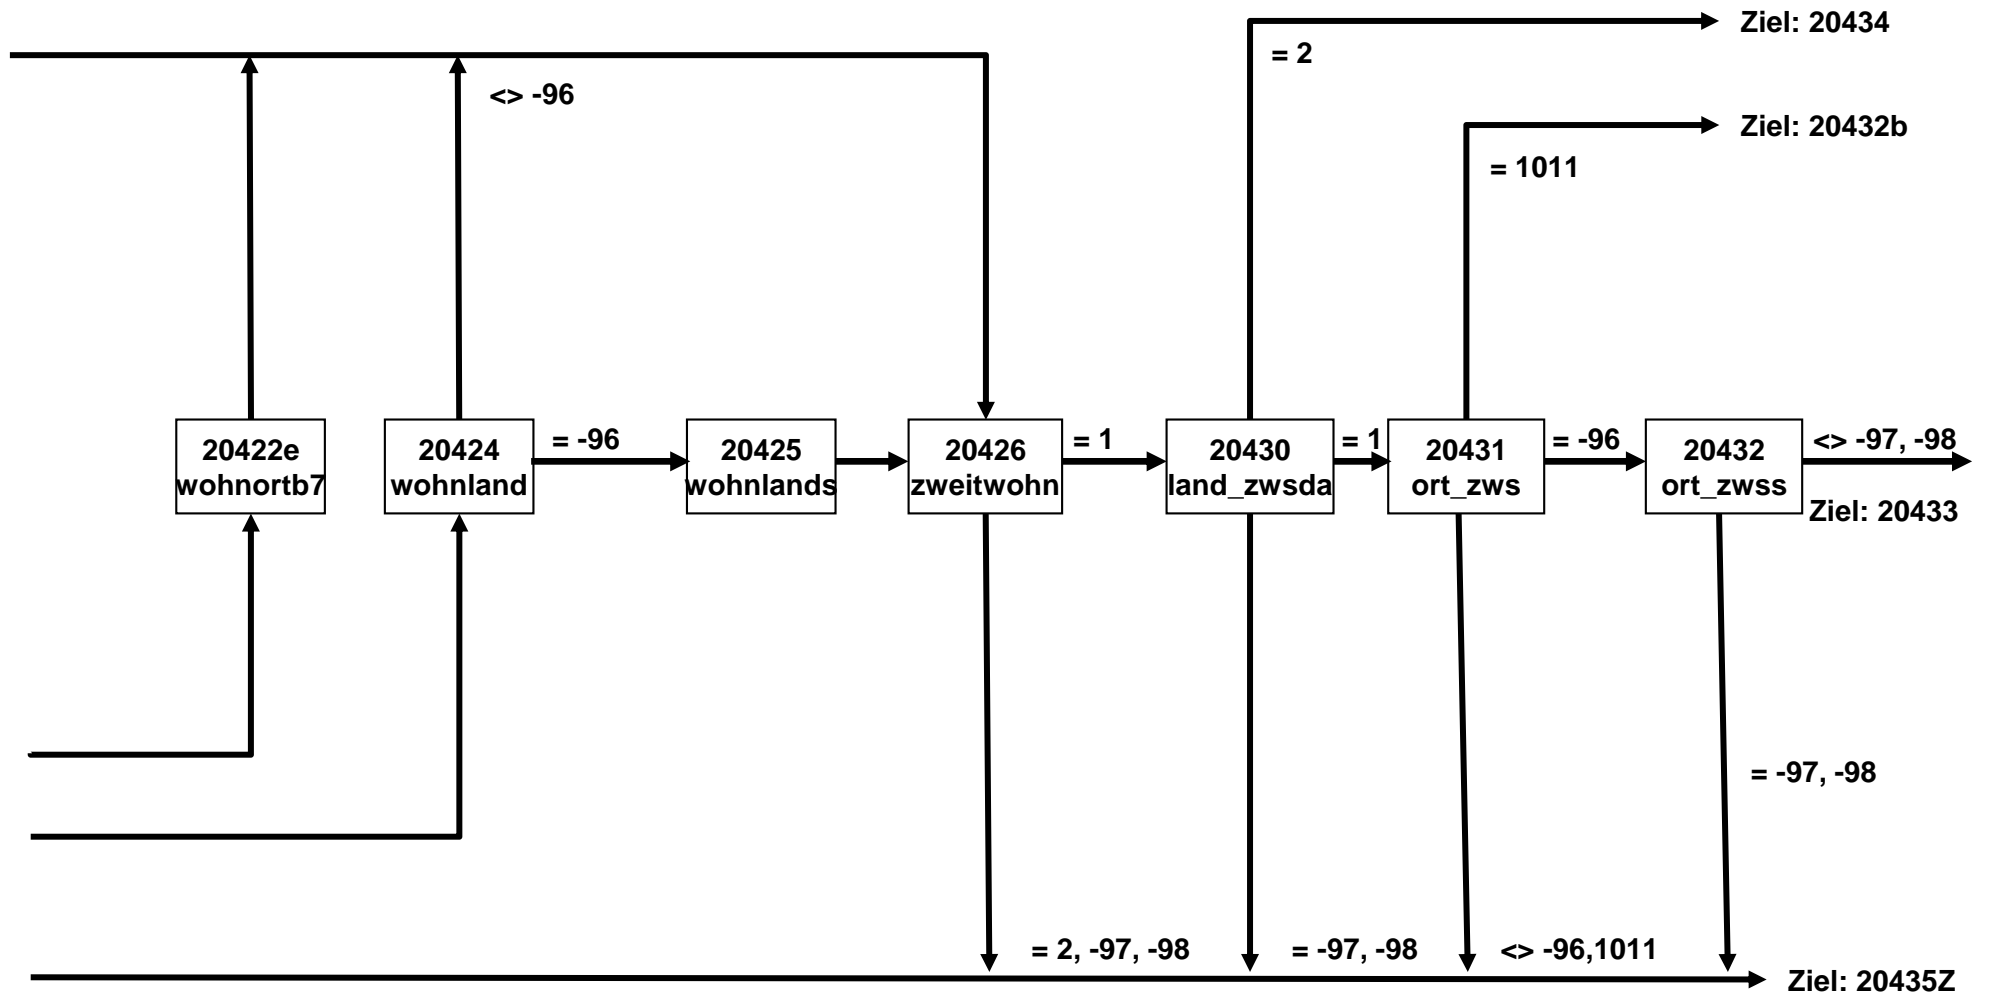 Ziel: 20434
= 2
<> -96
Ziel: 20432b
= 1011
20422e
wohnortb7
20424
wohnland
= -96
20425
wohnlands
20426
zweitwohn
= 1
20430
land_zwsda
= 1
20431
ort_zws
= -96
20432
ort_zwss
<> -97, -98
Ziel: 20433
= -97, -98
= 2, -97, -98
= -97, -98
<> -96,1011
Ziel: 20435Z